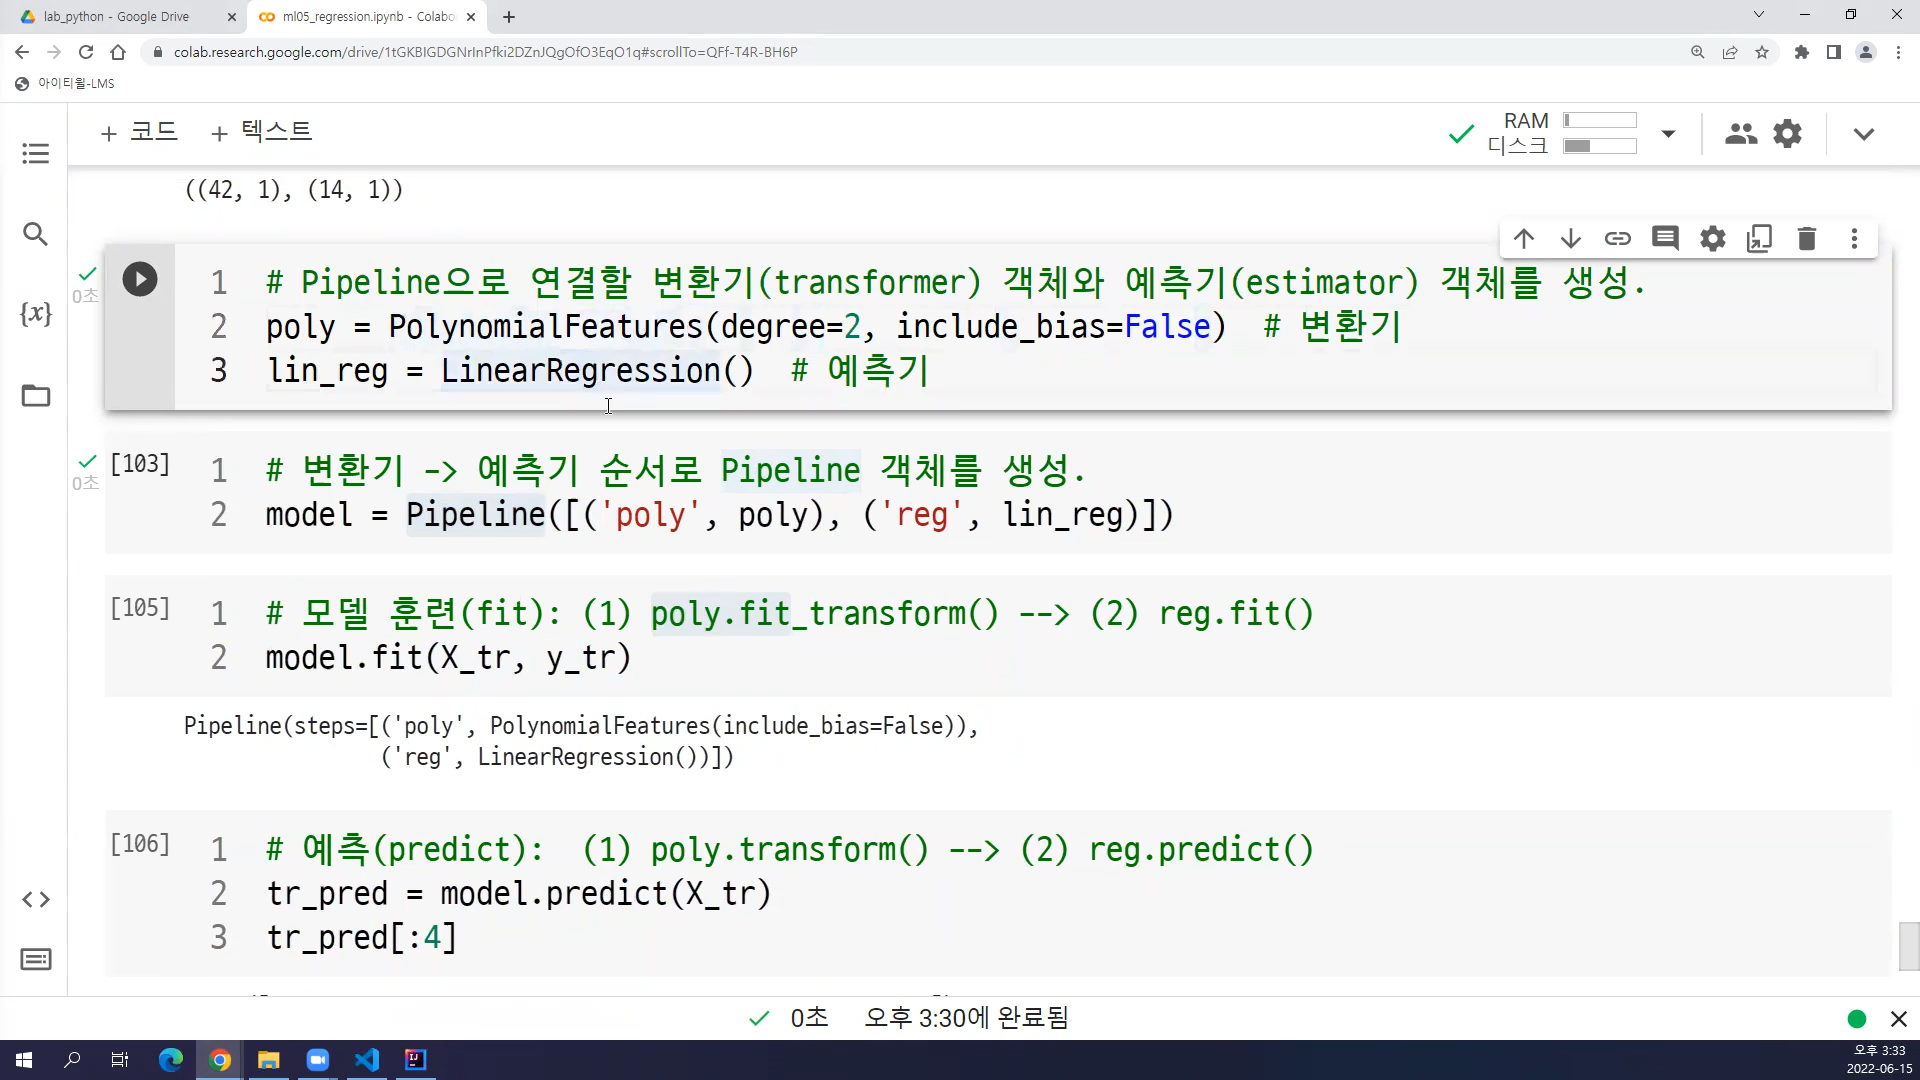 lab_python - Google Drive
ml05_regression.ipynb - Colabo
colab.research.google.com/drive/1tGKBIGDGNrInPfki2DZnJQgOfO3EqO1q#scrollTo=QFf-T4R-BH6P
아이티윌-LMS
+ 코드 + 텍스트
RAM
디스크
((42, 1), (14, 1))
0초
1 # Pipeline으로 연결할 변환기(transformer) 객체와 예측기(estimator) 객체를 생성.
2 poly = PolynomialFeatures(degree=2, include_bias=False)  # 변환기
3 lin_reg = LinearRegression()  # 예측기
{x}
[103]
0초
1 # 변환기 -> 예측기 순서로 Pipeline 객체를 생성.
2 model = Pipeline([('poly', poly), ('reg', lin_reg)])
[105]
1 # 모델 훈련(fit): (1) poly.fit_transform() --> (2) reg.fit()
2 model.fit(X_tr, y_tr)
Pipeline(steps=[('poly', PolynomialFeatures(include_bias=False)),
('reg', LinearRegression())])
[106]
1 # 예측(predict):  (1) poly.transform() --> (2) reg.predict()
2 tr_pred = model.predict(X_tr)
3 tr_pred[:4]
0초 오후 3:30에 완료됨
오후 3:33
2022-06-15